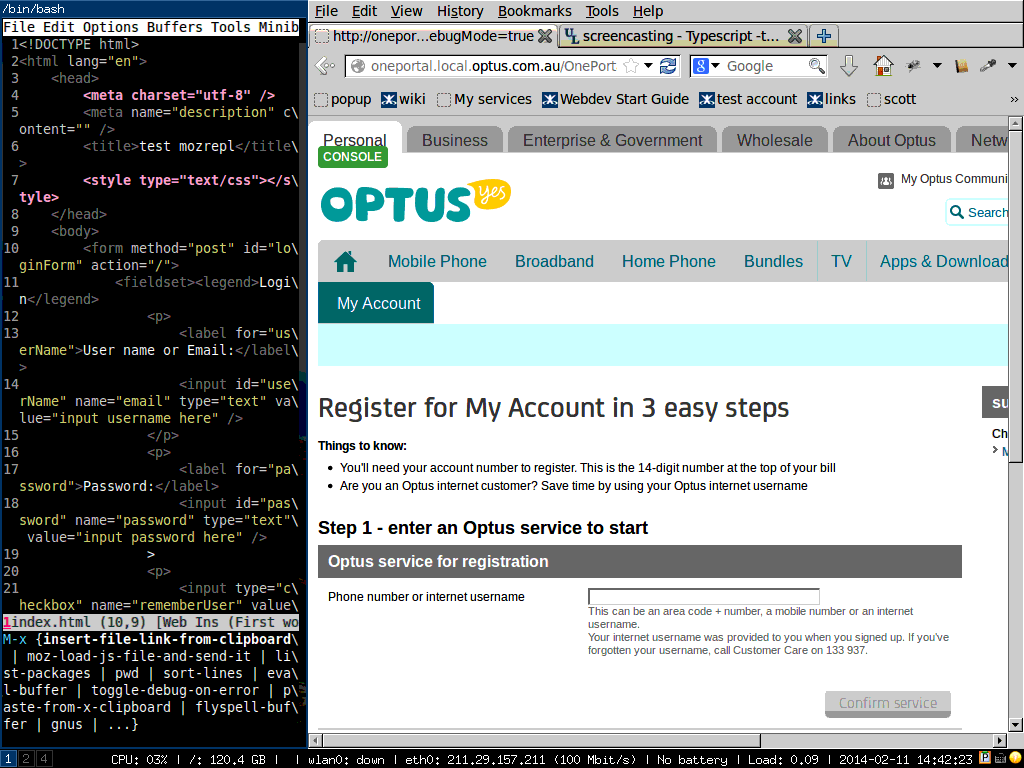 /bin/bash
File Edit Options Buffers Tools Minib
1<!DOCTYPE html>
2<html lang="en">
3    <head>
4        <meta charset="utf-8" />
5        <meta name="description" c\
ontent="" />
6        <title>test mozrepl</title\
>
7        <style type="text/css"></s\
tyle>
8    </head>
9    <body>
10        <form method="post" id="lo\
ginForm" action="/">
11            <fieldset><legend>Logi\
n</legend>
12                <p>
13                    <label for="us\
erName">User name or Email:</label\
>
14                    <input id="use\
rName" name="email" type="text" va\
lue="input username here" />
15                </p>
16                <p>
17                    <label for="pa\
ssword">Password:</label>
18                    <input id="pas\
sword" name="password" type="text"\
 value="input password here" />
19                >
20                <p>
21                    <input type="c\
heckbox" name="rememberUser" value\
1index.html (10,9) [Web Ins (First wo
M-x {insert-file-link-from-clipboard\
 | moz-load-js-file-and-send-it | li\
st-packages | pwd | sort-lines | eva\
l-buffer | toggle-debug-on-error | p\
aste-from-x-clipboard | flyspell-buf\
fer | gnus | ...}
File Edit View History Bookmarks Tools Help
http://onepor...ebugMode=true
screencasting - Typescript -t...
oneportal.local.optus.com.au/OnePort
Google
popup wiki My services Webdev Start Guide test account links scott »
Personal Business Enterprise & Government Wholesale About Optus Netw
CONSOLE
OPTUS yes
My Optus Communi
Search
Mobile Phone Broadband Home Phone Bundles TV Apps & Download
My Account
Register for My Account in 3 easy steps
su
Ch
Things to know:
You'll need your account number to register. This is the 14-digit number at the top of your bill
Are you an Optus internet customer? Save time by using your Optus internet username
Step 1 - enter an Optus service to start
Optus service for registration
Phone number or internet username
This can be an area code + number, a mobile number or an internet
username.
Your internet username was provided to you when you signed up. If you've
forgotten your username, call Customer Care on 133 937.
Confirm service
1 2 4 CPU: 03% | /: 120.4 GB | | wlan0: down | eth0: 211.29.157.211 (100 Mbit/s) | No battery | Load: 0.09 | 2014-02-11 14:42:23